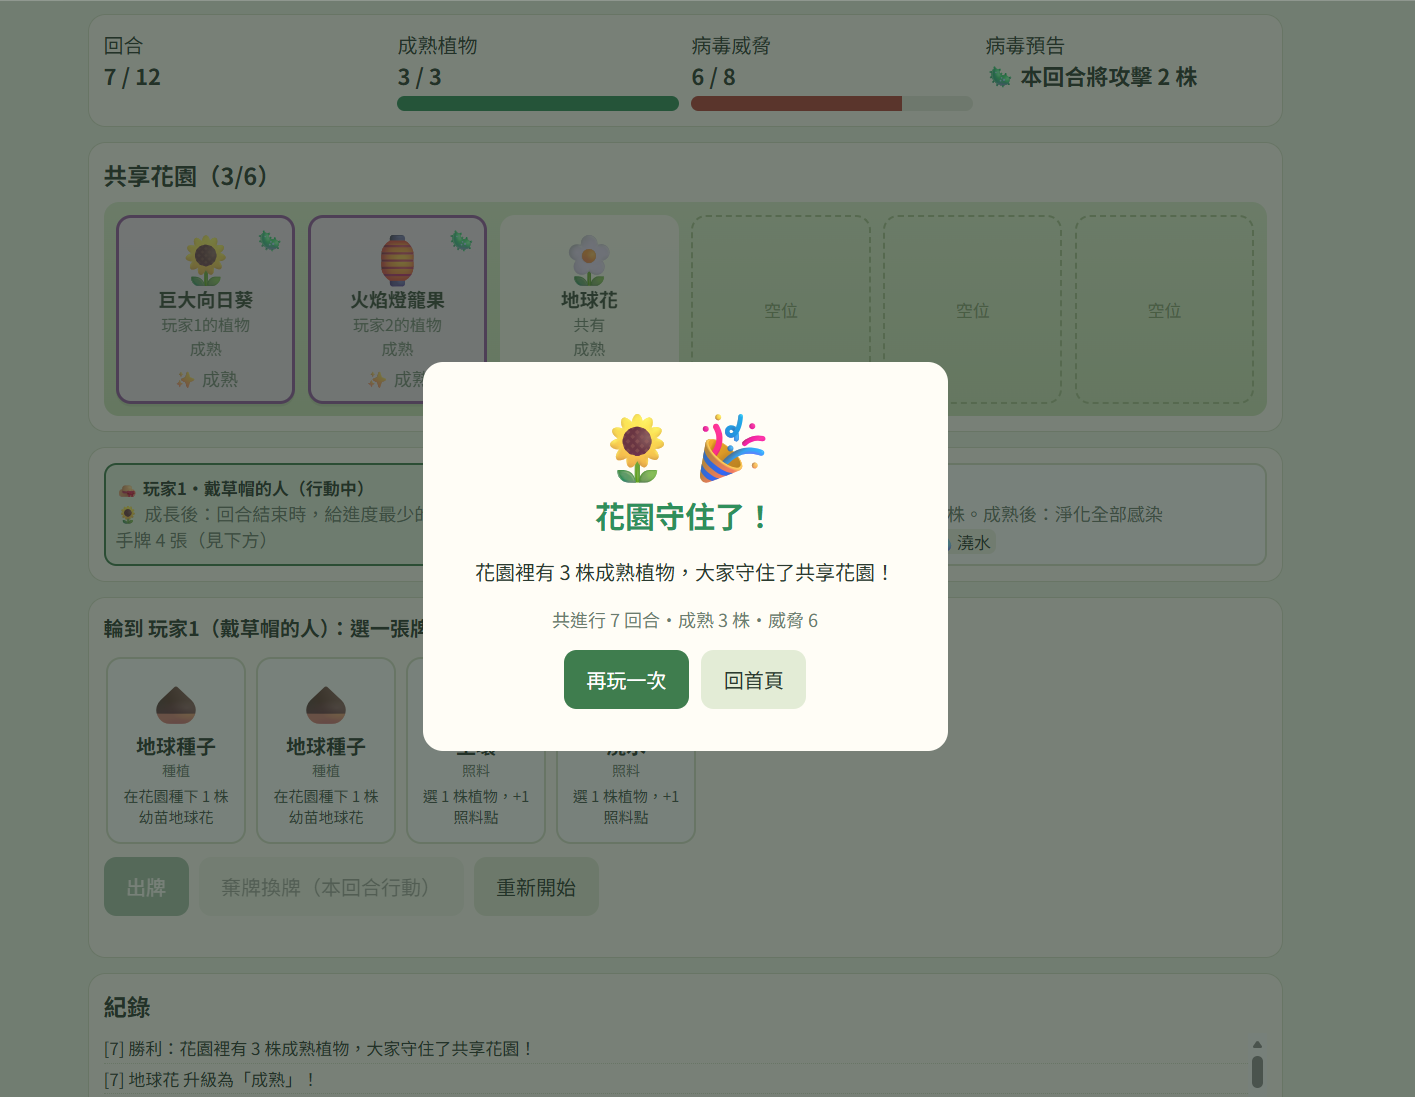 回合
7 / 12
成熟植物
3 / 3
病毒威脅
6 / 8
病毒預告
本回合將攻擊 2 株
共享花園（3/6）
巨大向日葵
玩家1的植物
成熟
成熟
火焰燈籠果
玩家2的植物
成熟
成熟
地球花
共有
成熟
空位
空位
空位
玩家1・戴草帽的人（行動中）
成長後：回合結束時，給進度最少的
手牌 4 張（見下方）
株。成熟後：淨化全部感染
澆水
花園守住了！
花園裡有 3 株成熟植物，大家守住了共享花園！
共進行 7 回合・成熟 3 株・威脅 6
再玩一次
回首頁
輪到 玩家1（戴草帽的人）：選一張牌
地球種子
種植
在花園種下 1 株
幼苗地球花
地球種子
種植
在花園種下 1 株
幼苗地球花
照料
選 1 株植物，+1
照料點
照料
選 1 株植物，+1
照料點
出牌
棄牌換牌（本回合行動）
重新開始
紀錄
[7] 勝利：花園裡有 3 株成熟植物，大家守住了共享花園！
[7] 地球花 升級為「成熟」！